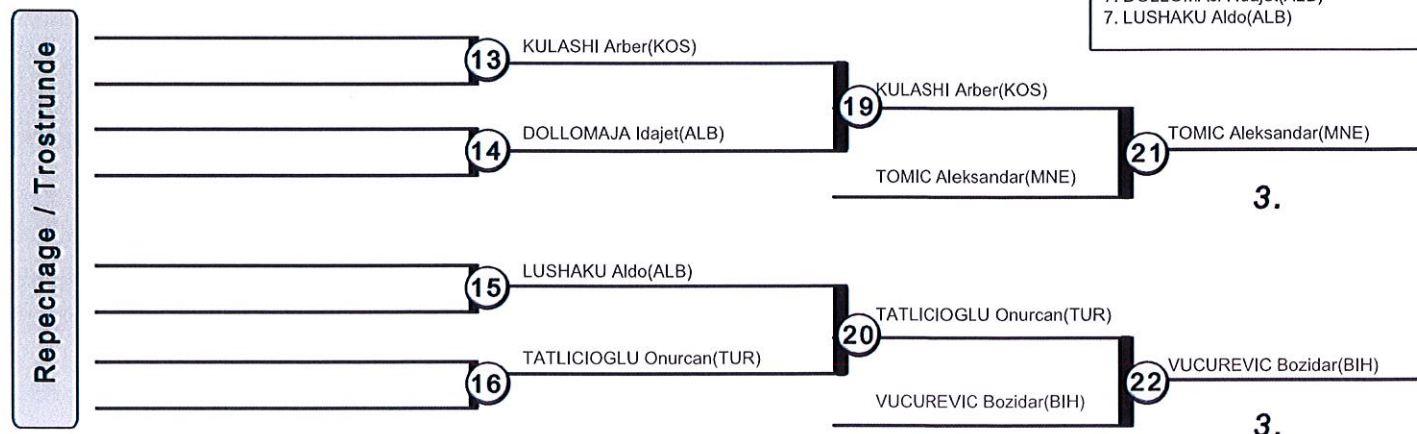 7. LUSHAKU Aldo(ALB)
Repechage / Trostrunde
13
KULASHI Arber(KOS)
14
DOLLOMAJA Idajet(ALB)
19
KULASHI Arber(KOS)
TOMIC Aleksandar(MNE)
21
TOMIC Aleksandar(MNE)
3.
15
LUSHAKU Aldo(ALB)
16
TATLICIOGLU Onurcan(TUR)
20
TATLICIOGLU Onurcan(TUR)
VUCUREVIC Bozidar(BIH)
22
VUCUREVIC Bozidar(BIH)
3.